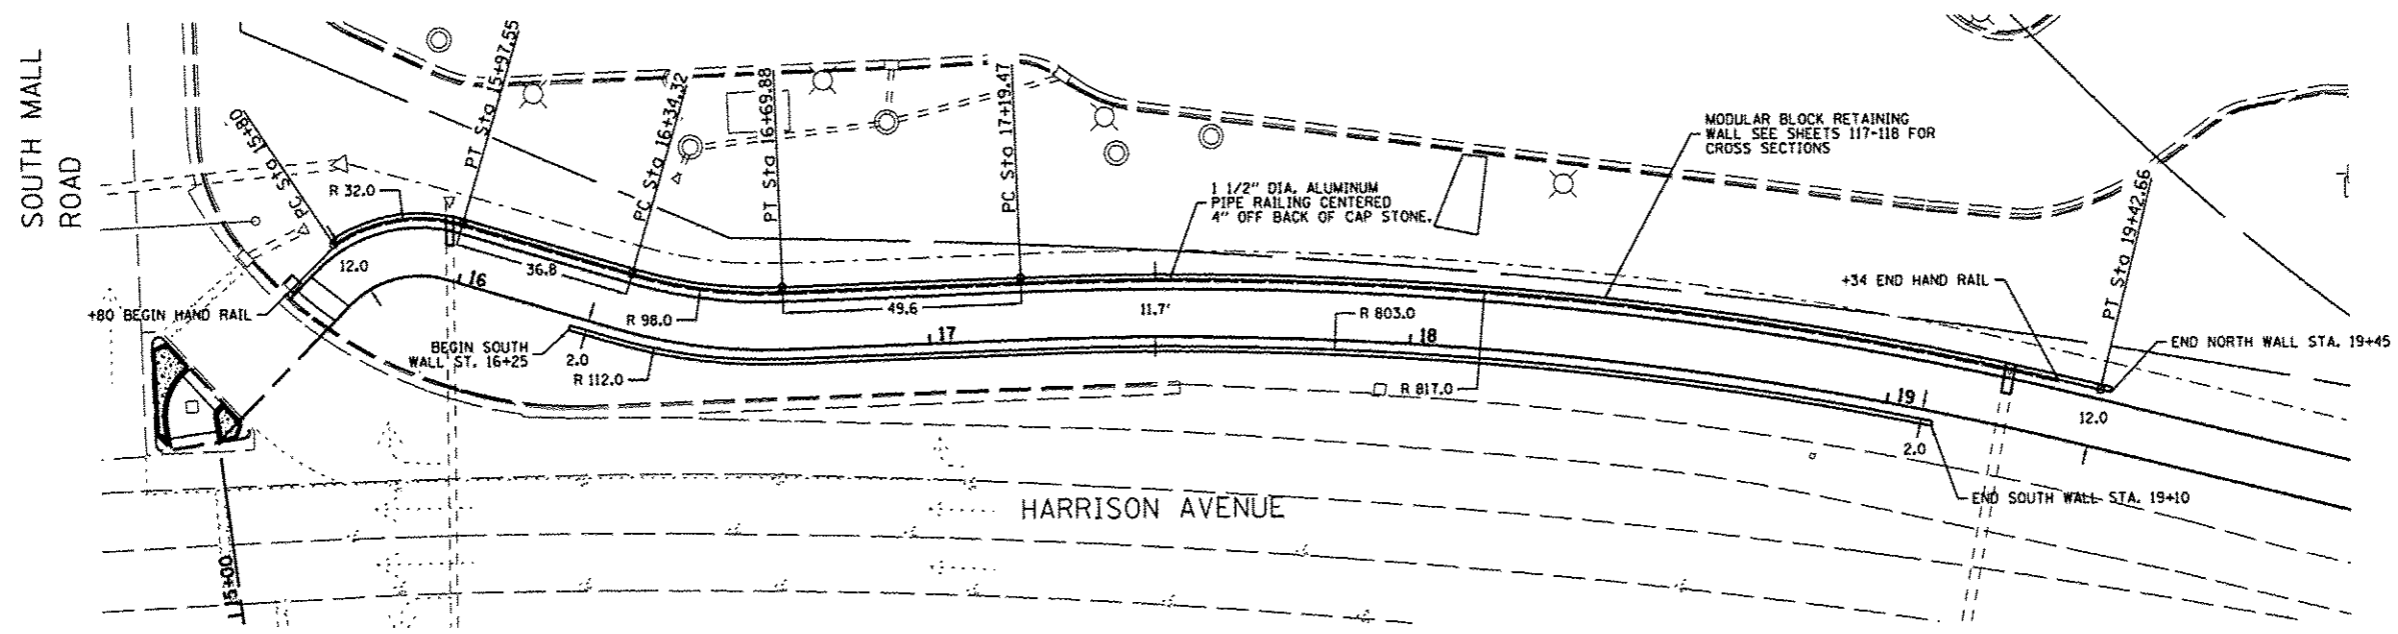 SOUTH MALL
ROAD
PC Sta 15+80
PT Sta 15+97.55
PC Sta 16+34.32
PT Sta 16+69.88
PC Sta 17+19.47
PT Sta 19+42.66
MODULAR BLOCK RETAINING
WALL SEE SHEETS 117-118 FOR
CROSS SECTIONS
1 1/2" DIA. ALUMINUM
PIPE RAILING CENTERED
4" OFF BACK OF CAP STONE.
R 32.0
12.0
36.8
16
+80 BEGIN HAND RAIL
R 98.0
49.6
11.7'
R 803.0
+34 END HAND RAIL
17
18
BEGIN SOUTH
WALL ST. 16+25
2.0
R 112.0
R 817.0
19
12.0
END NORTH WALL STA. 19+45
2.0
END SOUTH WALL STA. 19+10
HARRISON AVENUE
15+00